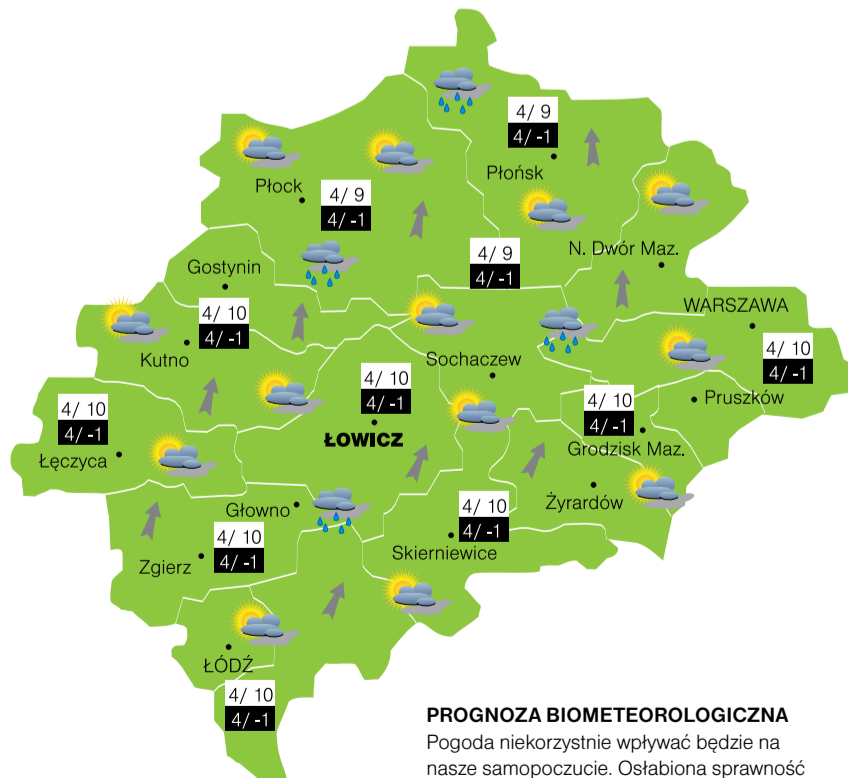 4/ 9
4/ -1
Płońsk
Płock
4/ 9
4/ -1
4/ 9
4/ -1
N. Dwór Maz.
Gostynin
WARSZAWA
4/ 10
4/ -1
Kutno
Sochaczew
4/ 10
4/ -1
4/ 10
4/ -1
ŁOWICZ
4/ 10
4/ -1
Pruszków
4/ 10
4/ -1
Łęczyca
Grodzisk Maz.
Żyrardów
Głowno
4/ 10
4/ -1
Skierniewice
4/ 10
4/ -1
Zgierz
ŁÓDŹ
4/ 10
4/ -1
PROGNOZA BIOMETEOROLOGICZNA
Pogoda niekorzystnie wpływać będzie na
nasze samopoczucie. Osłabiona sprawność